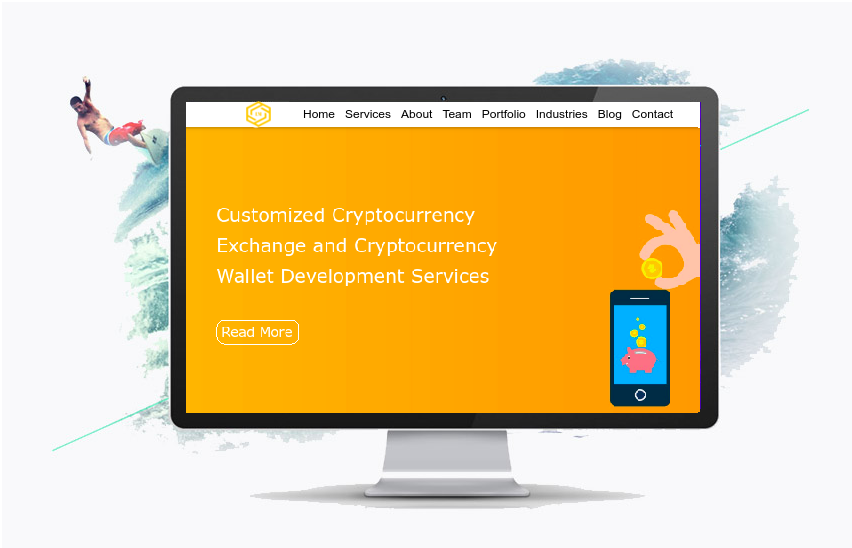 Home Services About Team Portfolio Industries Blog Contact
Customized Cryptocurrency
Exchange and Cryptocurrency
Wallet Development Services
Read More
$